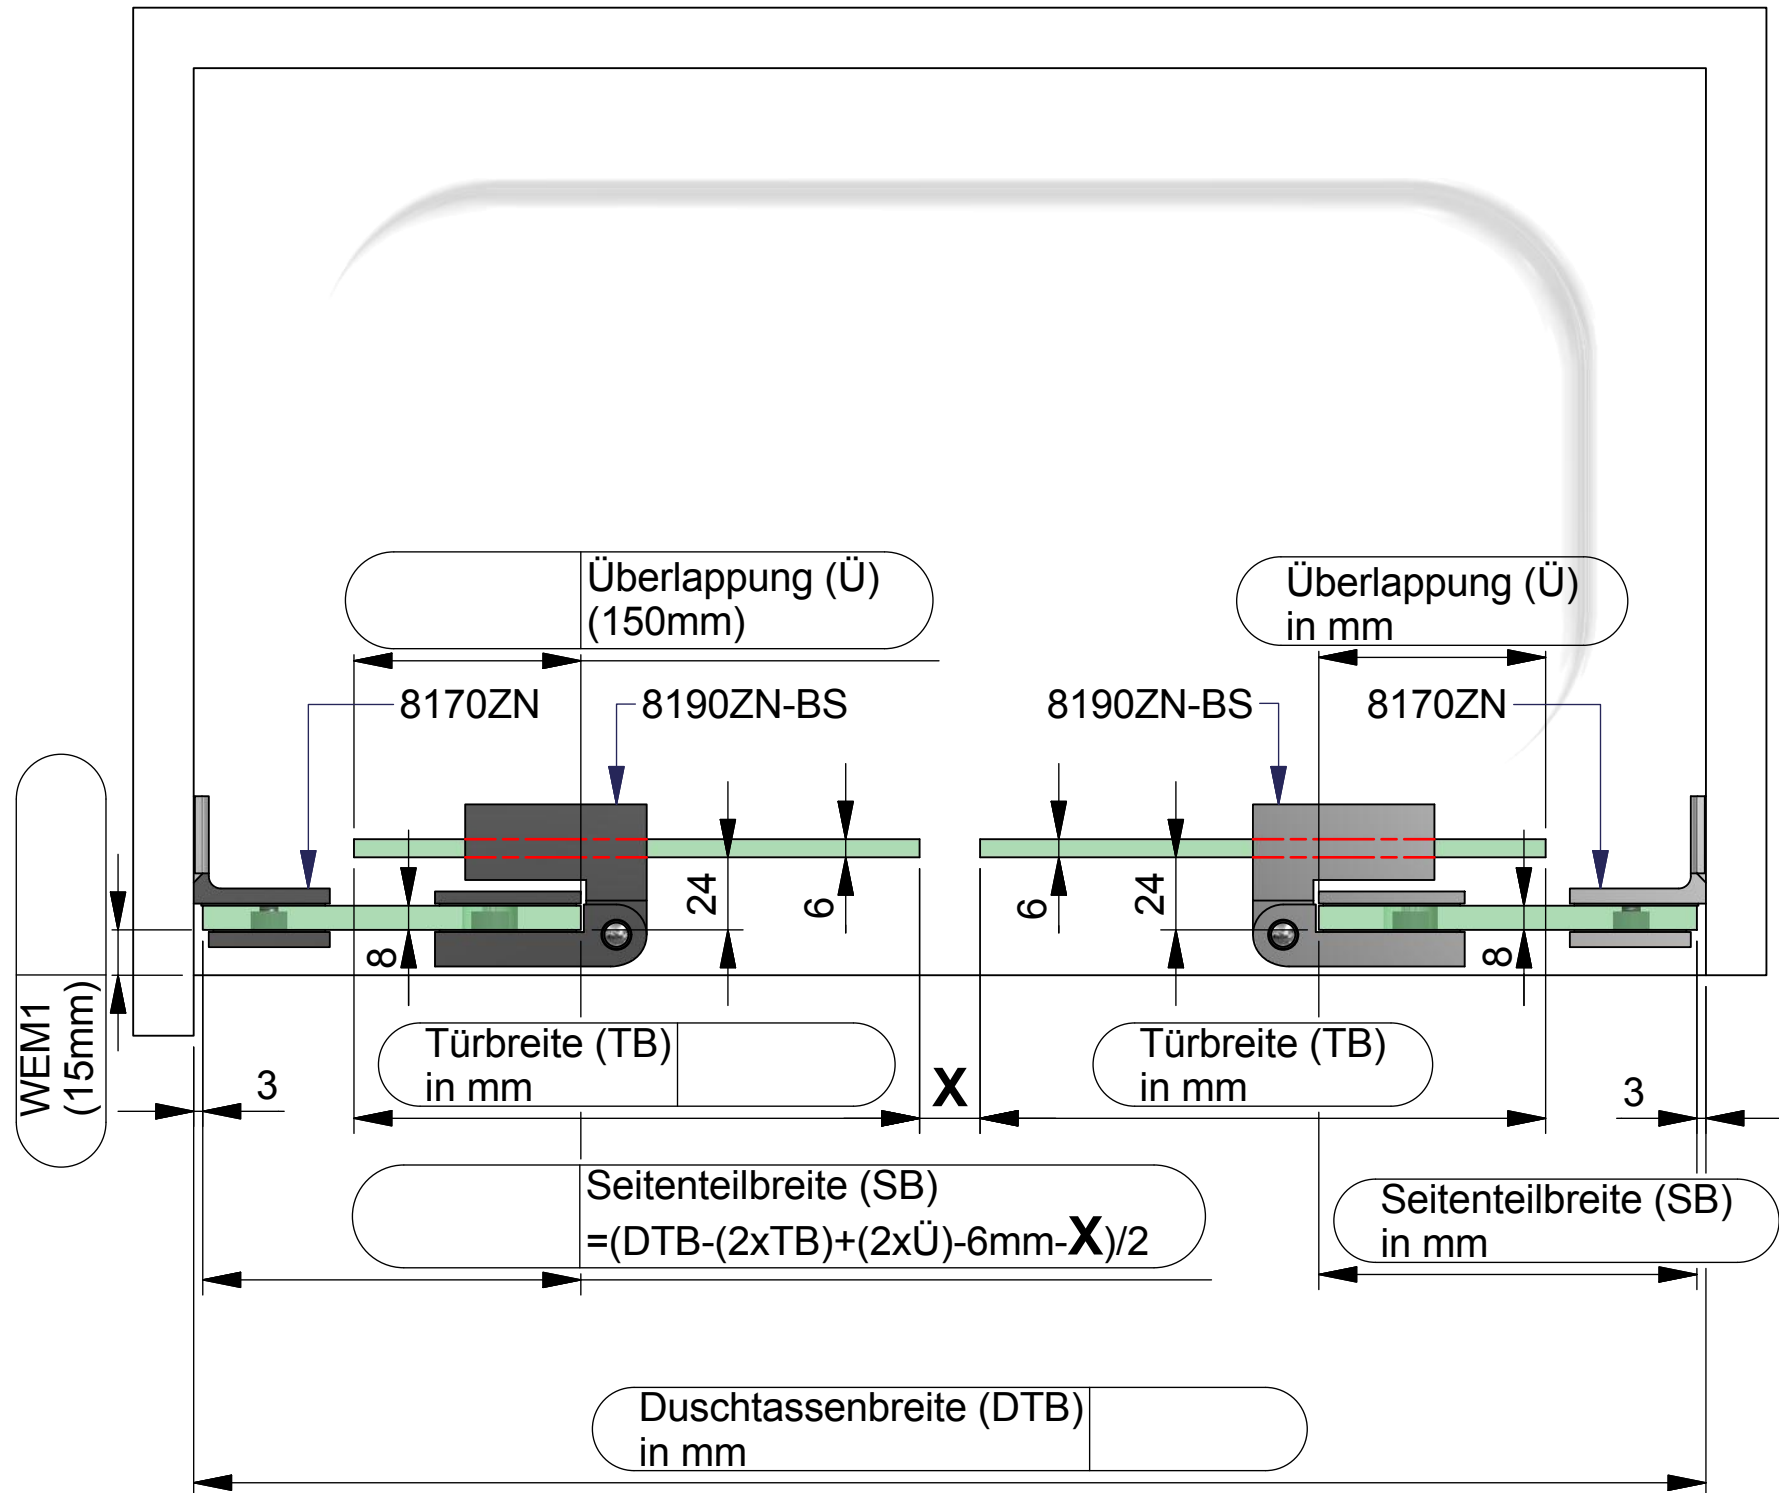 Überlappung (Ü)
(150mm)
Überlappung (Ü)
in mm
8170ZN
8190ZN-BS
8190ZN-BS
8170ZN
24
6
6
24
8
8
WEM1
(15mm)
Türbreite (TB)
in mm
X
Türbreite (TB)
in mm
3
3
Seitenteilbreite (SB)
=(DTB-(2xTB)+(2xÜ)-6mm-X)/2
Seitenteilbreite (SB)
in mm
Duschtassenbreite (DTB)
in mm